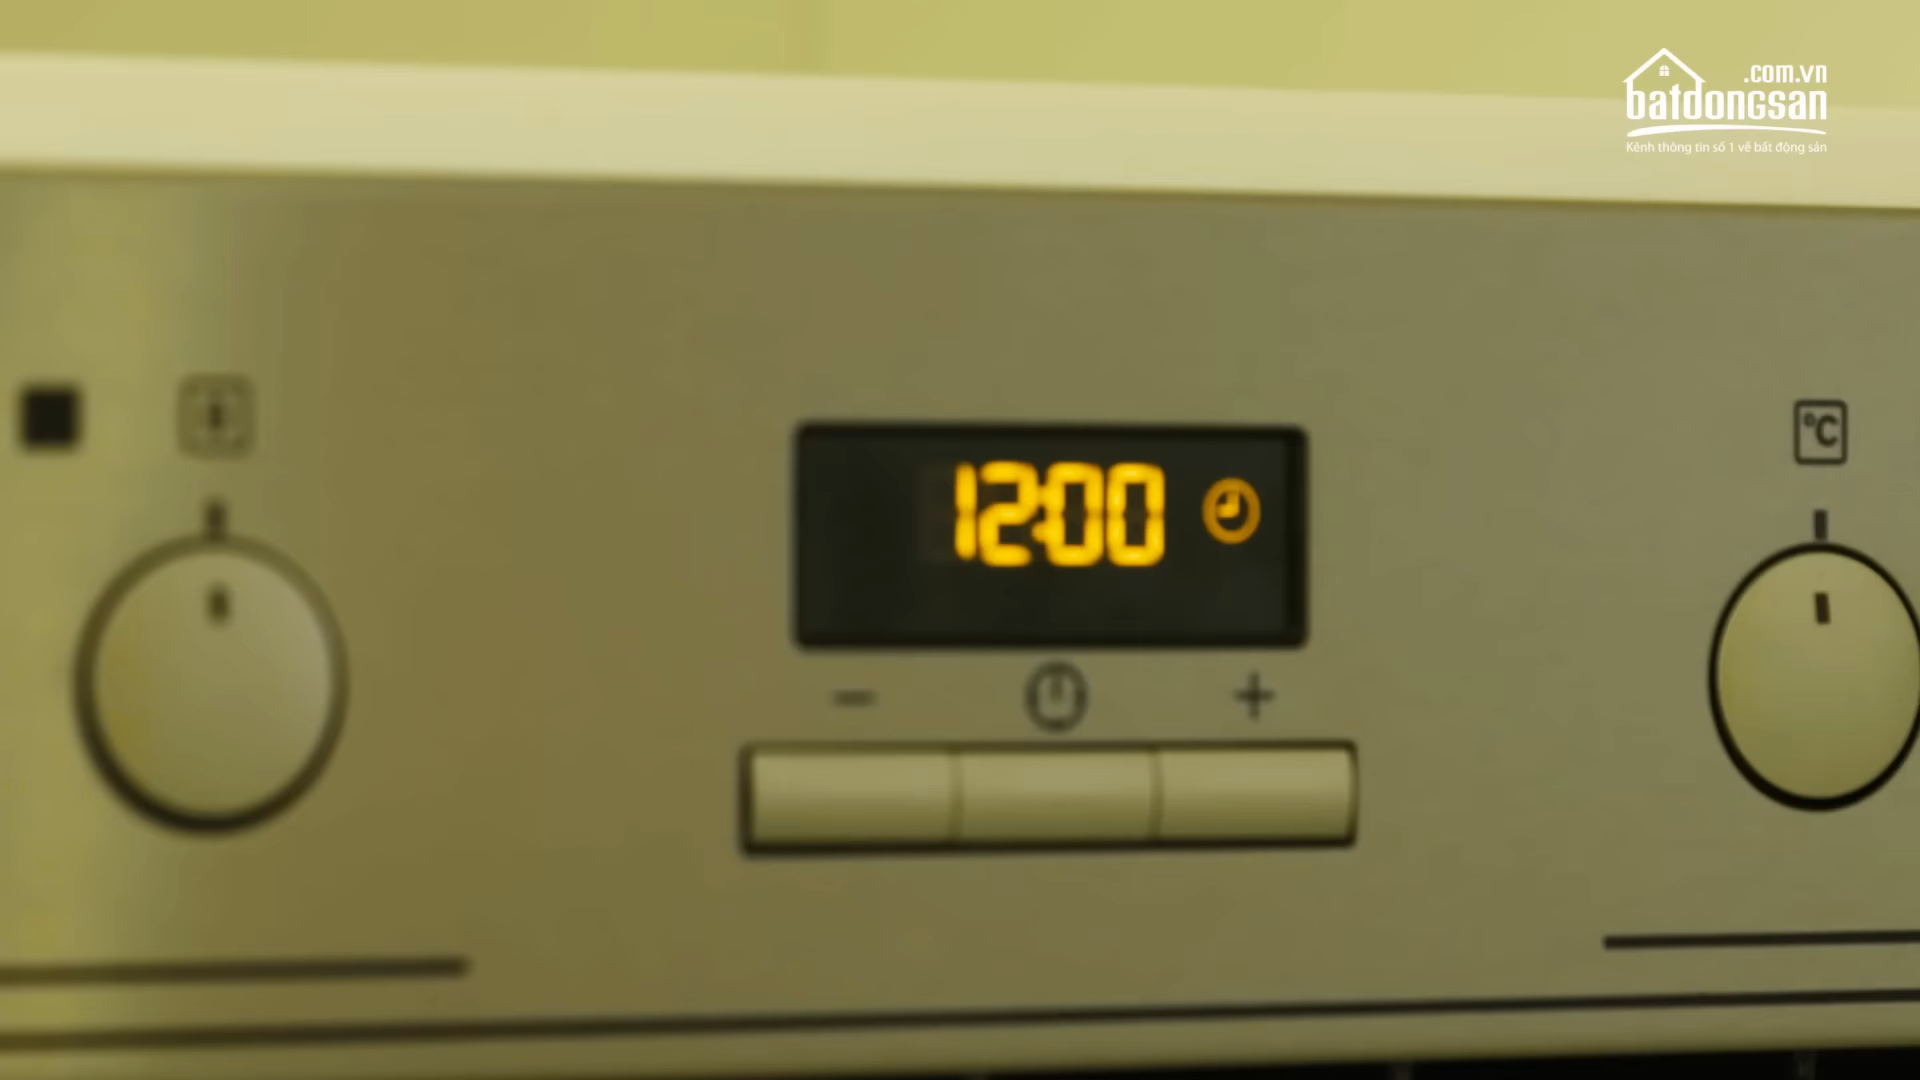 .com.vn
batdongsan
Kênh thông tin số 1 về bất động sản
°C
12:00
− +